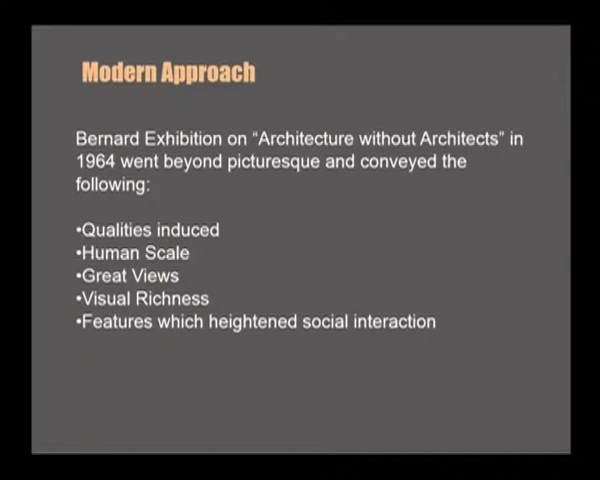 Modern Approach
Bernard Exhibition on “Architecture without Architects” in
1964 went beyond picturesque and conveyed the
following:
•Qualities induced
•Human Scale
•Great Views
•Visual Richness
•Features which heightened social interaction